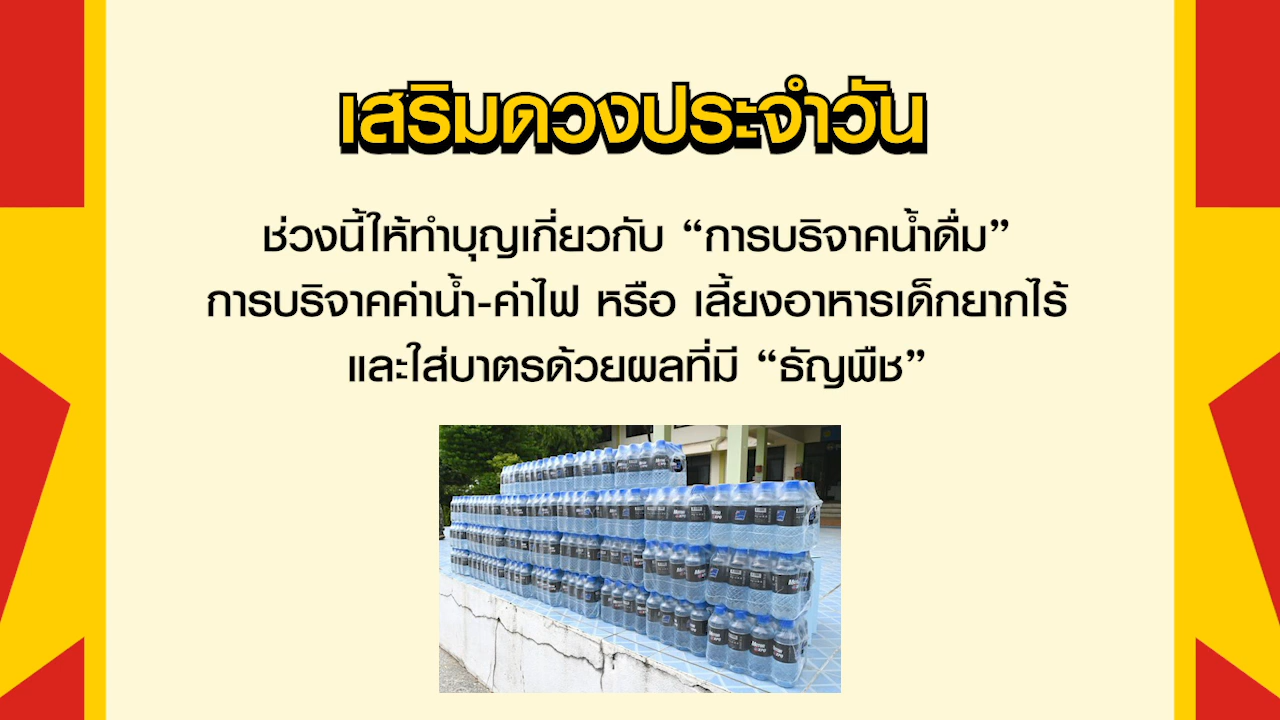 เสริมดวงประจำวัน
ช่วงนี้ให้ทำบุญเกี่ยวกับ “การบริจาคน้ำดื่ม”
การบริจาคค่าน้ำ-ค่าไฟ หรือ เลี้ยงอาหารเด็กยากไร้
และใส่บาตรด้วยผลที่มี “ธัญพืช”